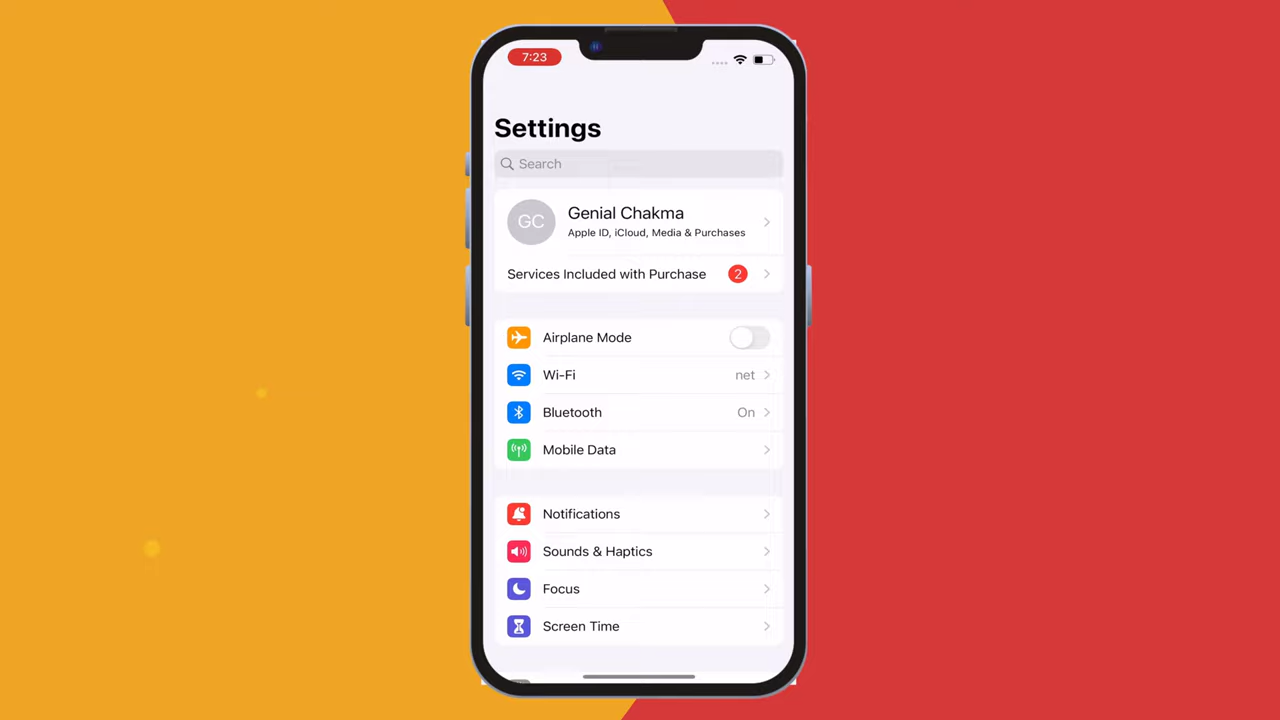 7:23
Settings
Search
GC
Genial Chakma
Apple ID, iCloud, Media & Purchases
Services Included with Purchase 2
Airplane Mode
Wi-Fi net
Bluetooth On
Mobile Data
Notifications
Sounds & Haptics
Focus
Screen Time